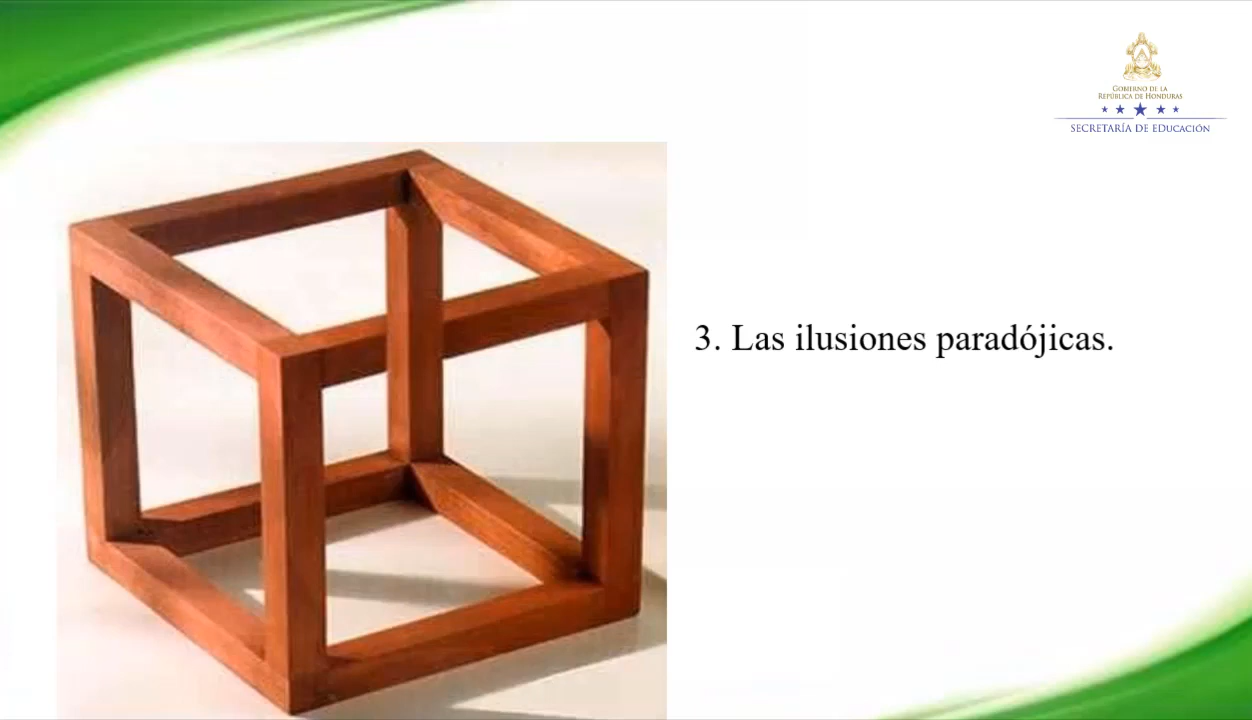 GOBIERNO DE LA
REPÚBLICA DE HONDURAS
SECRETARÍA DE EDUCACIÓN
3. Las ilusiones paradójicas.